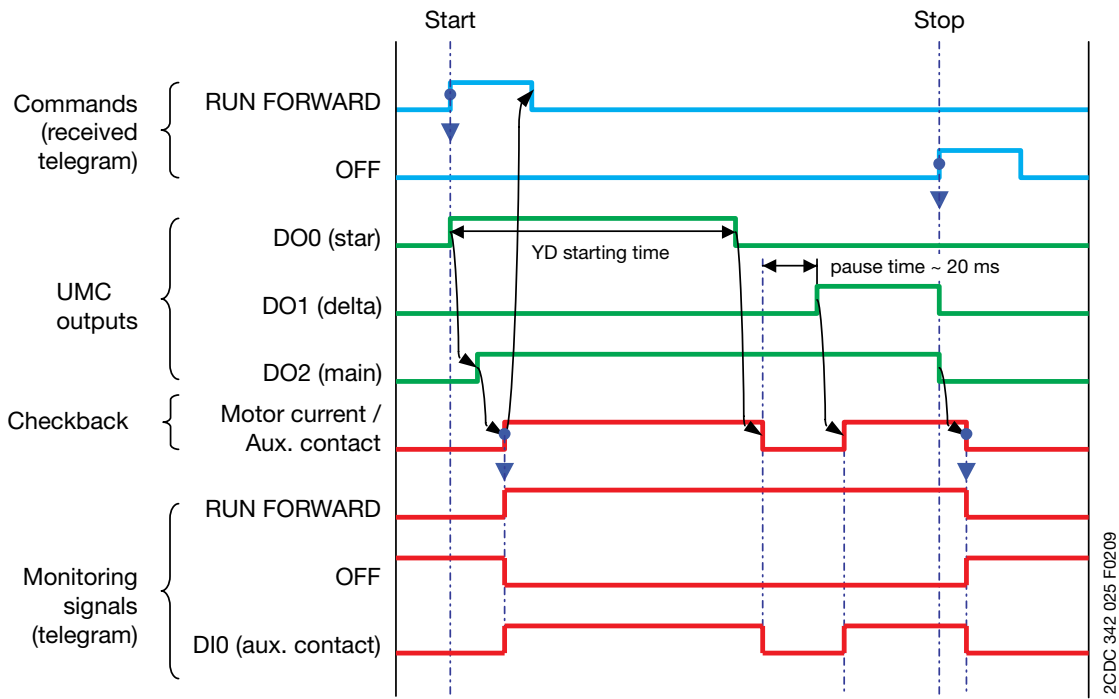 Start
Stop
Commands
(received
telegram)
RUN FORWARD
OFF
UMC
outputs
DO0 (star)
YD starting time
pause time ~ 20 ms
DO1 (delta)
DO2 (main)
Checkback
Motor current /
Aux. contact
Monitoring
signals
(telegram)
RUN FORWARD
OFF
DI0 (aux. contact)
2CDC 342 025 F0209